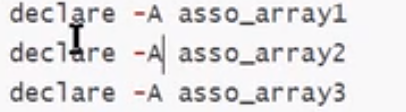 declare -A asso_array1
declare -A asso_array2
declare -A asso_array3